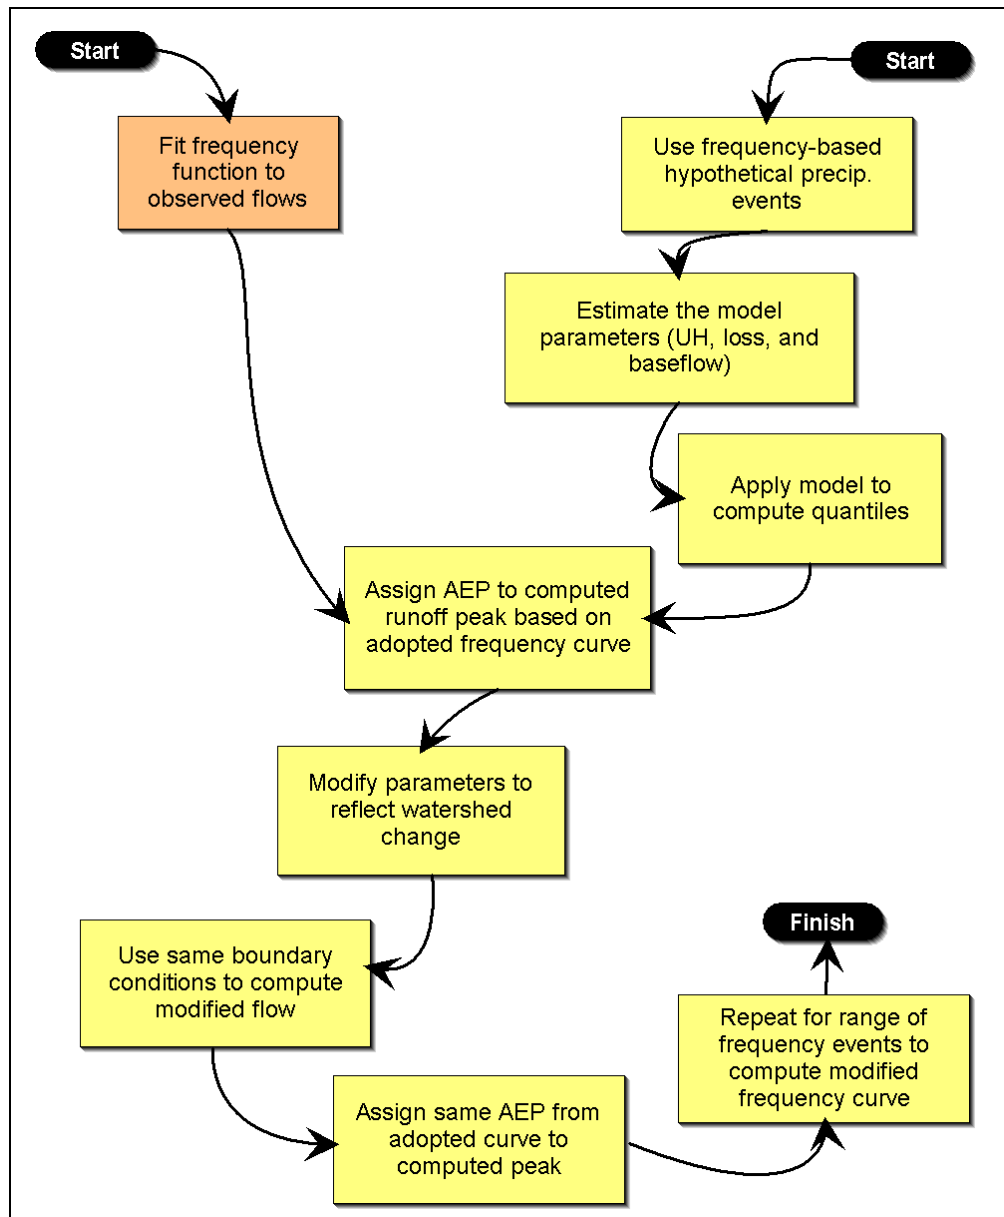 Start
Start
Fit frequency
function to
observed flows
Use frequency-based
hypothetical precip.
events
Estimate the model
parameters (UH, loss, and
baseflow)
Apply model to
compute quantiles
Assign AEP to computed
runoff peak based on
adopted frequency curve
Modify parameters to
reflect watershed
change
Use same boundary
conditions to compute
modified flow
Assign same AEP from
adopted curve to
computed peak
Repeat for range of
frequency events to
compute modified
frequency curve
Finish